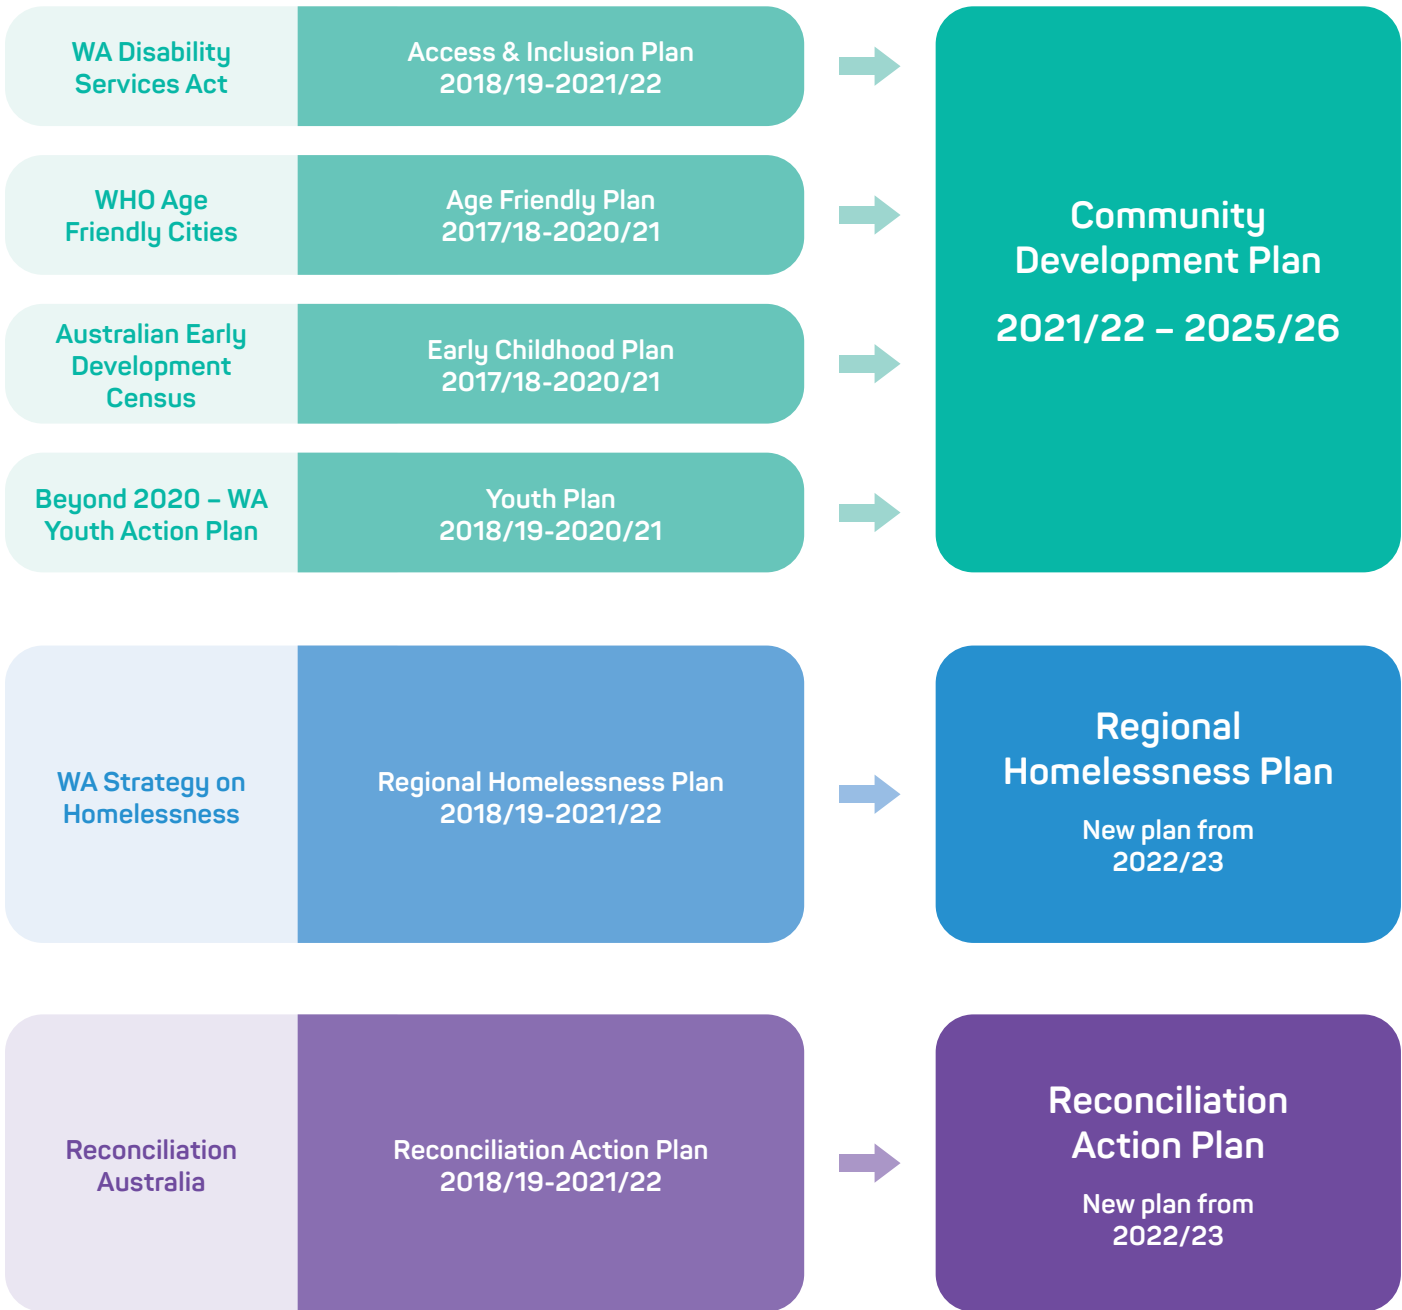 WA Disability
Services Act
Access & Inclusion Plan
2018/19-2021/22
WHO Age
Friendly Cities
Age Friendly Plan
2017/18-2020/21
Australian Early
Development
Census
Early Childhood Plan
2017/18-2020/21
Beyond 2020 – WA
Youth Action Plan
Youth Plan
2018/19-2020/21
Community
Development Plan
2021/22 – 2025/26
WA Strategy on
Homelessness
Regional Homelessness Plan
2018/19-2021/22
Regional
Homelessness Plan
New plan from
2022/23
Reconciliation
Australia
Reconciliation Action Plan
2018/19-2021/22
Reconciliation
Action Plan
New plan from
2022/23